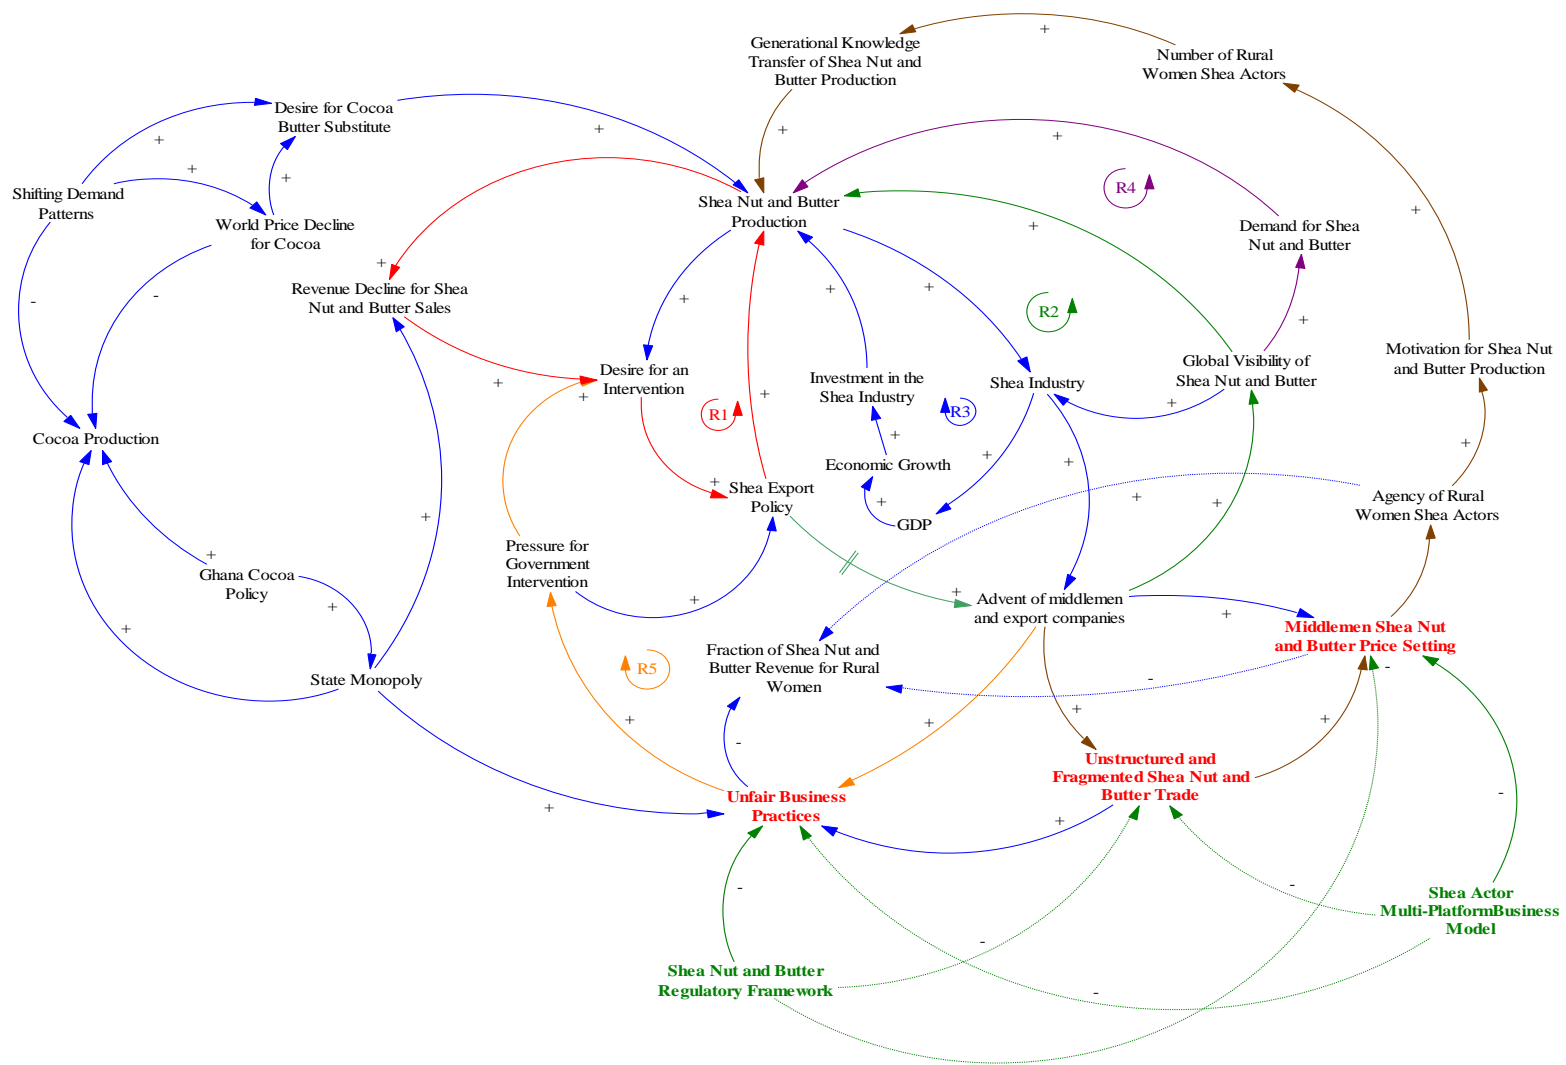 Generational Knowledge
Transfer of Shea Nut and
Butter Production
Number of Rural
Women Shea Actors
+
Desire for Cocoa
Butter Substitute
+
+
+
+
+
+
+
Shifting Demand
Patterns
R4
World Price Decline
for Cocoa
Shea Nut and Butter
Production
Demand for Shea
Nut and Butter
+
+
+
Revenue Decline for Shea
Nut and Butter Sales
-
-
+
+
+
R2
+
Desire for an
Intervention
Investment in the
Shea Industry
Shea Industry
Global Visibility of
Shea Nut and Butter
Motivation for Shea Nut
and Butter Production
+
+
+
+
R1
R3
Cocoa Production
+
+
Economic Growth
+
+
+
Shea Export
Policy
+
+
+
Agency of Rural
Women Shea Actors
+
GDP
Pressure for
Government
Intervention
+
Ghana Cocoa
Policy
+
+
+
Advent of middlemen
and export companies
+
+
Middlemen Shea Nut
and Butter Price Setting
Fraction of Shea Nut and
Butter Revenue for Rural
Women
R5
-
-
State Monopoly
+
+
+
+
-
Unstructured and
Fragmented Shea Nut and
Butter Trade
Unfair Business
Practices
+
+
-
-
-
Shea Actor
Multi-PlatformBusiness
Model
-
-
Shea Nut and Butter
Regulatory Framework